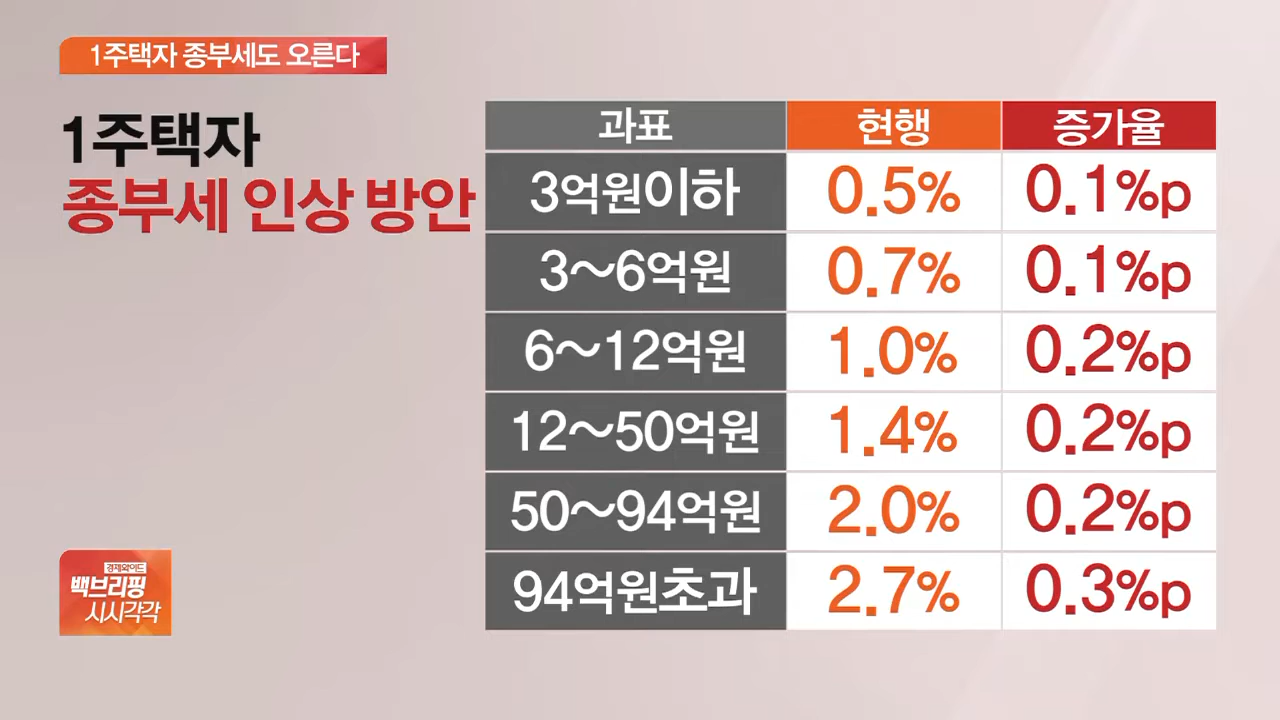 1주택자 종부세도 오른다
1주택자
종부세 인상 방안
과표 현행 증가율
3억원이하 0.5% 0.1%p
3～6억원 0.7% 0.1%p
6～12억원 1.0% 0.2%p
12～50억원 1.4% 0.2%p
50～94억원 2.0% 0.2%p
94억원초과 2.7% 0.3%p
경제와이드
백브리핑
시시각각